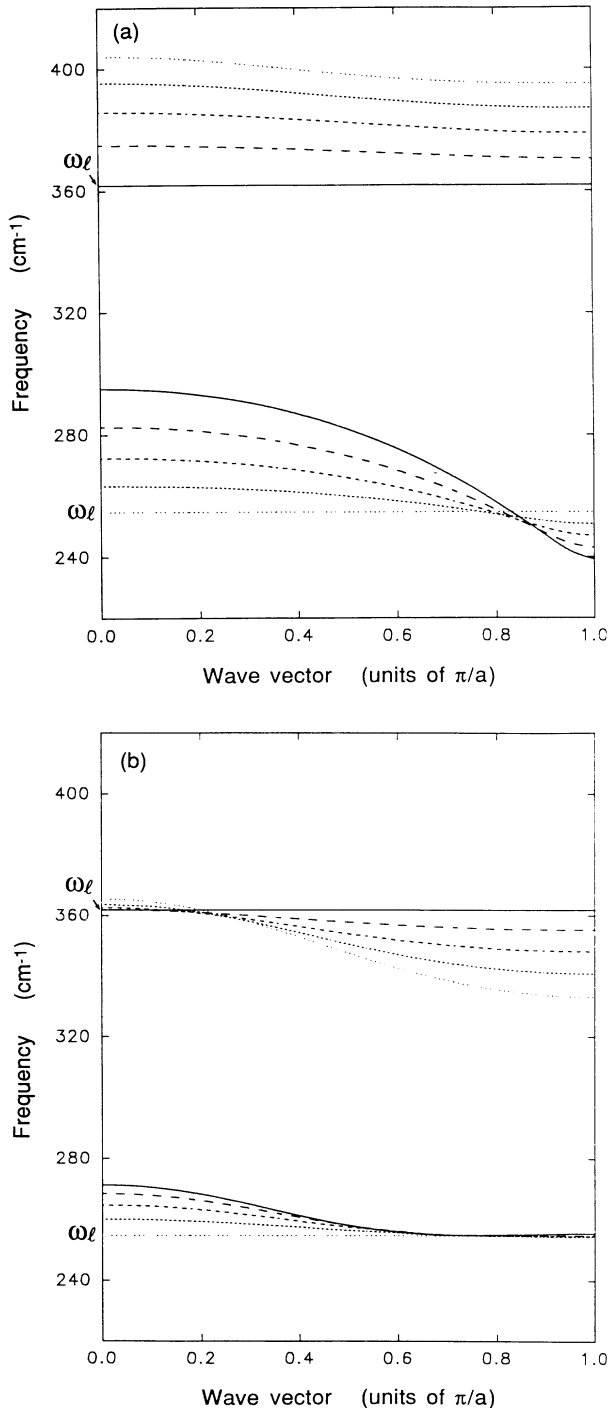 (a)
400
ωℓ
360
320
280
ωℓ
240
Frequency (cm-1)
0.0 0.2 0.4 0.6 0.8 1.0
Wave vector (units of π/a)
(b)
400
ωℓ
360
320
280
ωℓ
240
Frequency (cm-1)
0.0 0.2 0.4 0.6 0.8 1.0
Wave vector (units of π/a)